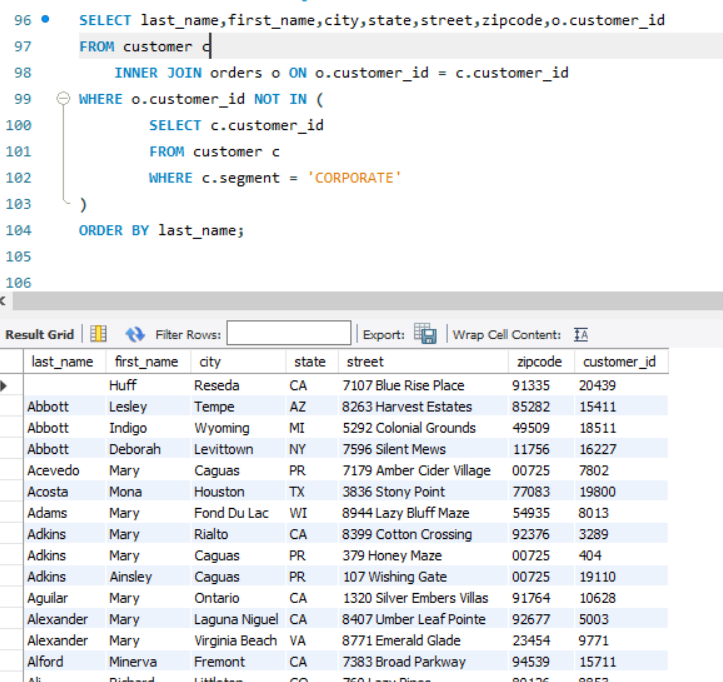 96 SELECT last_name,first_name,city,state,street,zipcode,o.customer_id
97 FROM customer c
98 INNER JOIN orders o ON o.customer_id = c.customer_id
99 WHERE o.customer_id NOT IN (
100 SELECT c.customer_id
101 FROM customer c
102 WHERE c.segment = 'CORPORATE'
103 )
104 ORDER BY last_name;
105
106
Result Grid Filter Rows: Export: Wrap Cell Content: IA
last_name first_name city state street zipcode customer_id
Huff Reseda CA 7107 Blue Rise Place 91335 20439
Abbott Lesley Tempe AZ 8263 Harvest Estates 85282 15411
Abbott Indigo Wyoming MI 5292 Colonial Grounds 49509 18511
Abbott Deborah Levittown NY 7596 Silent Mews 11756 16227
Acevedo Mary Caguas PR 7179 Amber Cider Village 00725 7802
Acosta Mona Houston TX 3836 Stony Point 77083 19800
Adams Mary Fond Du Lac WI 8944 Lazy Bluff Maze 54935 8013
Adkins Mary Rialto CA 8399 Cotton Crossing 92376 3289
Adkins Mary Caguas PR 379 Honey Maze 00725 404
Adkins Ainsley Caguas PR 107 Wishing Gate 00725 19110
Aguilar Mary Ontario CA 1320 Silver Embers Villas 91764 10628
Alexander Mary Laguna Niguel CA 8407 Umber Leaf Pointe 92677 5003
Alexander Mary Virginia Beach VA 8771 Emerald Glade 23454 9771
Alford Minerva Fremont CA 7383 Broad Parkway 94539 15711